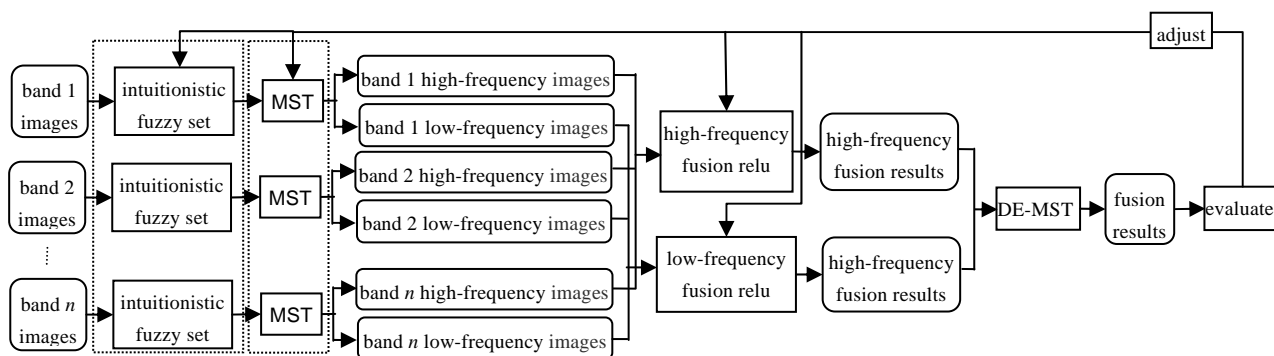 adjust
band 1
images
intuitionistic
fuzzy set
MST
band 1 high-frequency images
band 1 low-frequency images
band 2
images
intuitionistic
fuzzy set
MST
band 2 high-frequency images
band 2 low-frequency images
band n
images
intuitionistic
fuzzy set
MST
band n high-frequency images
band n low-frequency images
high-frequency
fusion relu
low-frequency
fusion relu
high-frequency
fusion results
high-frequency
fusion results
DE-MST
fusion
results
evaluate